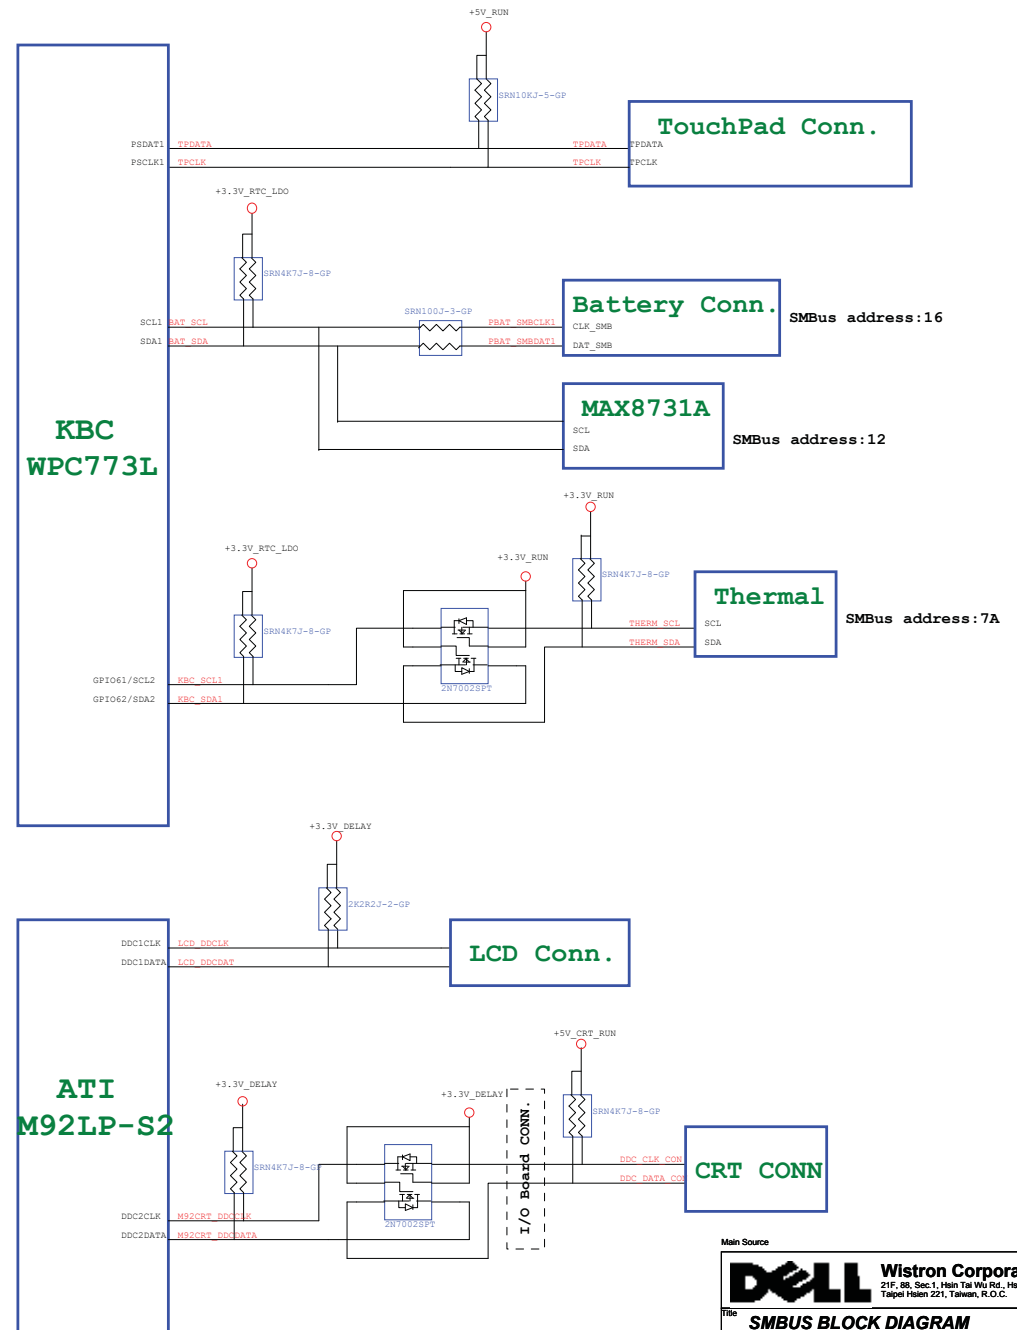 +5V_RUN
SRN10KJ-5-GP
TouchPad Conn.
PSDAT1 TPDATA TPDATA TPDATA
PSCLK1 TPCLK TPCLK TPCLK
+3.3V_RTC_LDO
SRN4K7J-8-GP
SRN100J-3-GP
Battery Conn.
SMBus address:16
SCL1 BAT_SCL PBAT_SMBCLK1 CLK_SMB
SDA1 BAT_SDA PBAT_SMBDAT1 DAT_SMB
MAX8731A
SCL
SDA
SMBus address:12
KBC
WPC773L
+3.3V_RUN
+3.3V_RTC_LDO
+3.3V_RUN
SRN4K7J-8-GP
Thermal
SMBus address:7A
SRN4K7J-8-GP
THERM_SCL SCL
THERM_SDA SDA
2N7002SPT
GPIO61/SCL2 KBC_SCL1
GPIO62/SDA2 KBC_SDA1
+3.3V_DELAY
2K2R2J-2-GP
DDC1CLK LCD_DDCLK
DDC1DATA LCD_DDCDAT
LCD Conn.
+5V_CRT_RUN
ATI
M92LP-S2
+3.3V_DELAY
+3.3V_DELAY
I/O Board CONN.
SRN4K7J-8-GP
SRN4K7J-8-GP
DDC_CLK_CON
DDC_DATA_CON
CRT CONN
2N7002SPT
DDC2CLK M92CRT_DDCCLK
DDC2DATA M92CRT_DDCDATA
Main Source
DELL
Wistron Corpora
21F, 88, Sec.1, Hsin Tai Wu Rd., Hs
Taipei Hsien 221, Taiwan, R.O.C.
Title
SMBUS BLOCK DIAGRAM